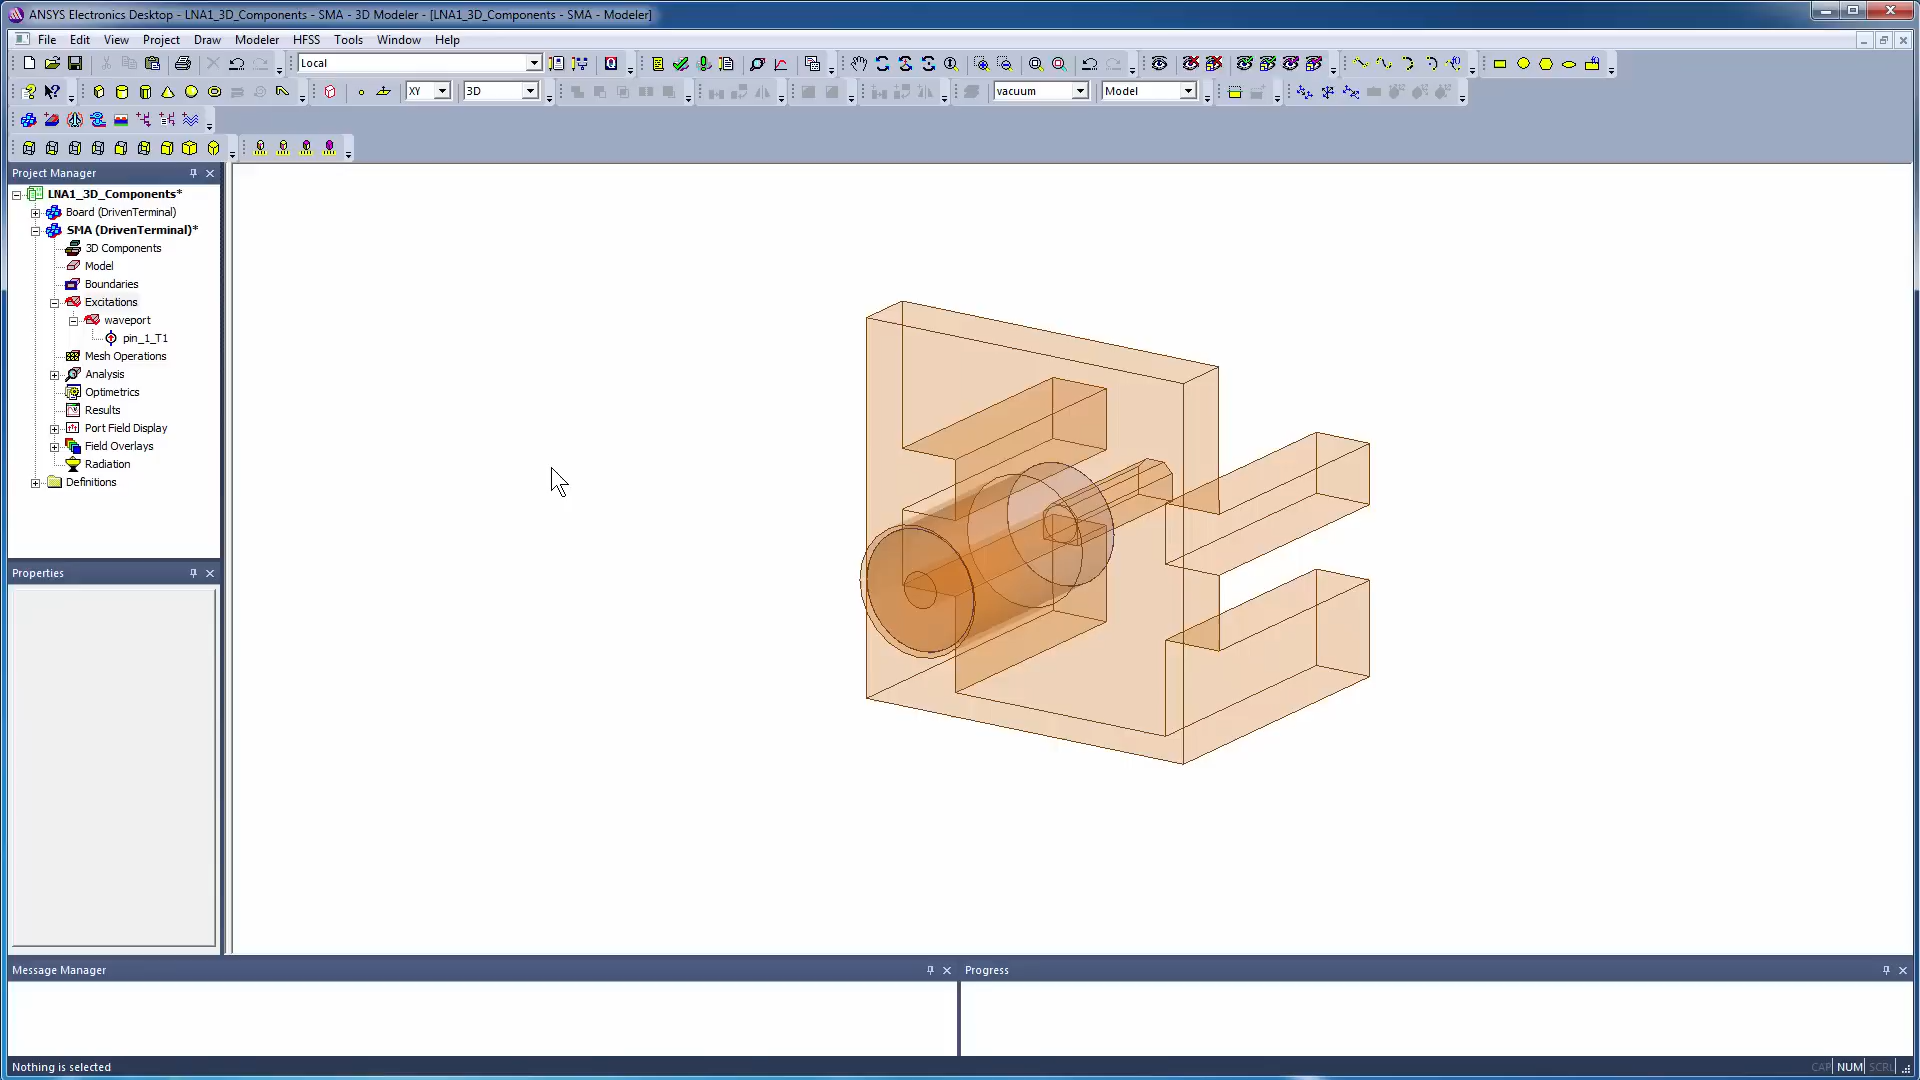 ANSYS Electronics Desktop - LNA1_3D_Components - SMA - 3D Modeler - [LNA1_3D_Components - SMA - Modeler]
File Edit View Project Draw Modeler HFSS Tools Window Help
Local
XY 3D vacuum Model
Project Manager
LNA1_3D_Components*
Board (DrivenTerminal)
SMA (DrivenTerminal)*
3D Components
Model
Boundaries
Excitations
waveport
pin_1_T1
Mesh Operations
Analysis
Optimetrics
Results
Port Field Display
Field Overlays
Radiation
Definitions
Properties
Message Manager Progress
Nothing is selected CAP NUM SCRL